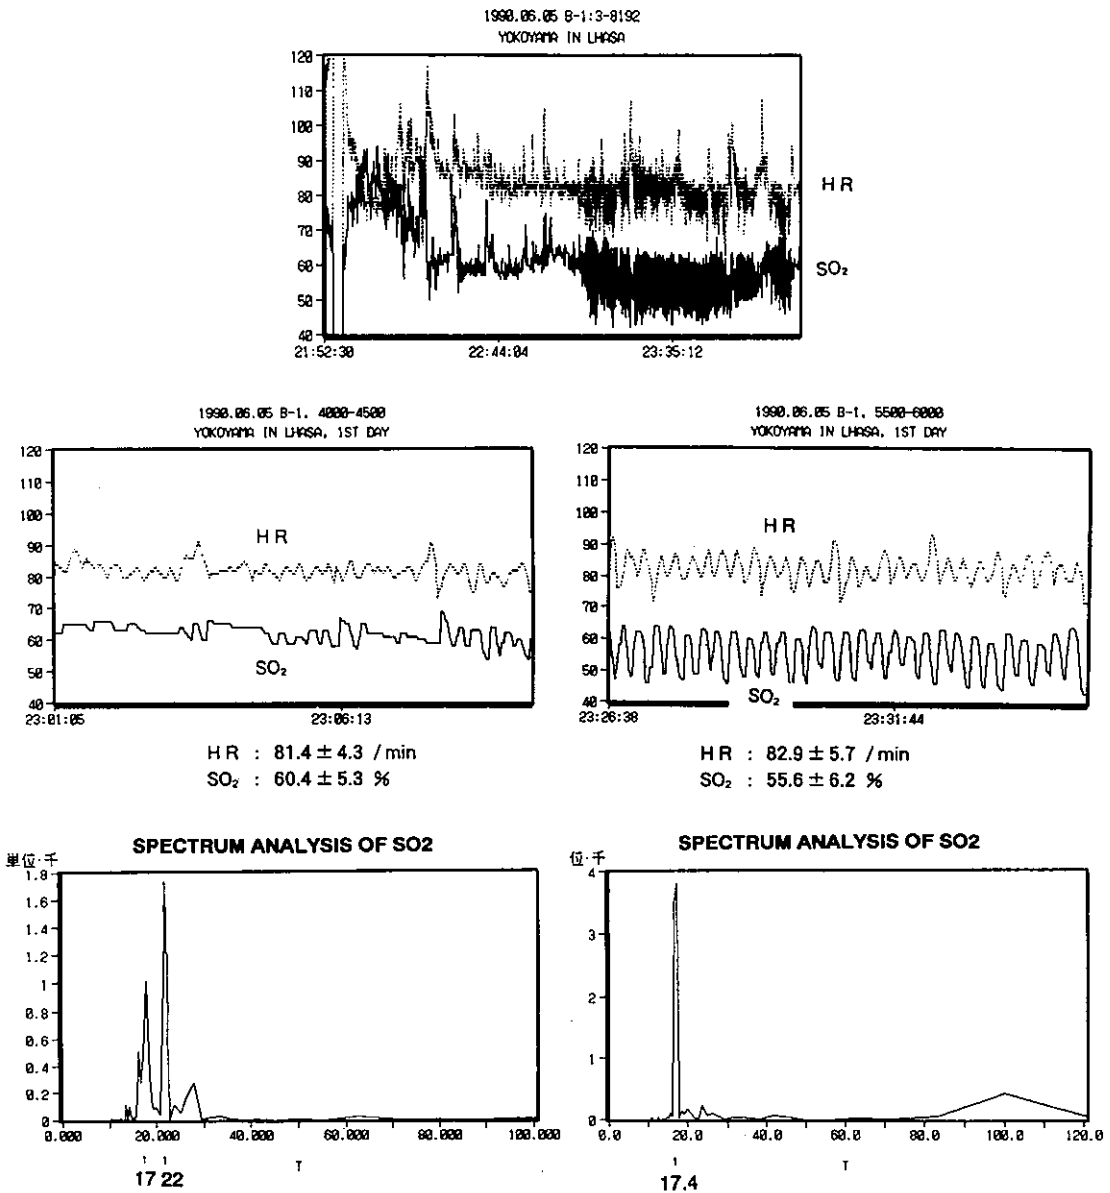 1990.06.05 B-1:3-8192
YOKOYAMA IN LHASA
120
110
100
90
80
70
60
50
40
HR
SO₂
21:52:30 22:44:04 23:35:12
1990.06.05 B-1, 4000-4500
YOKOYAMA IN LHASA, 1ST DAY
120
110
100
90
80
70
60
50
40
HR
SO₂
23:01:05 23:06:13
HR : 81.4 ± 4.3 /min
SO₂ : 60.4 ± 5.3 %
1990.06.05 B-1, 5500-6000
YOKOYAMA IN LHASA, 1ST DAY
120
110
100
90
80
70
60
50
40
HR
SO₂
23:26:38 23:31:44
HR : 82.9 ± 5.7 /min
SO₂ : 55.6 ± 6.2 %
SPECTRUM ANALYSIS OF SO2
単位·千
1.8
1.6
1.4
1.2
1
0.8
0.6
0.4
0.2
0
0.000 20.000 40.000 60.000 80.000 100.000
T
17 22
SPECTRUM ANALYSIS OF SO2
位·千
4
3
2
1
0
0.0 20.0 40.0 60.0 80.0 100.0 120.0
T
17.4